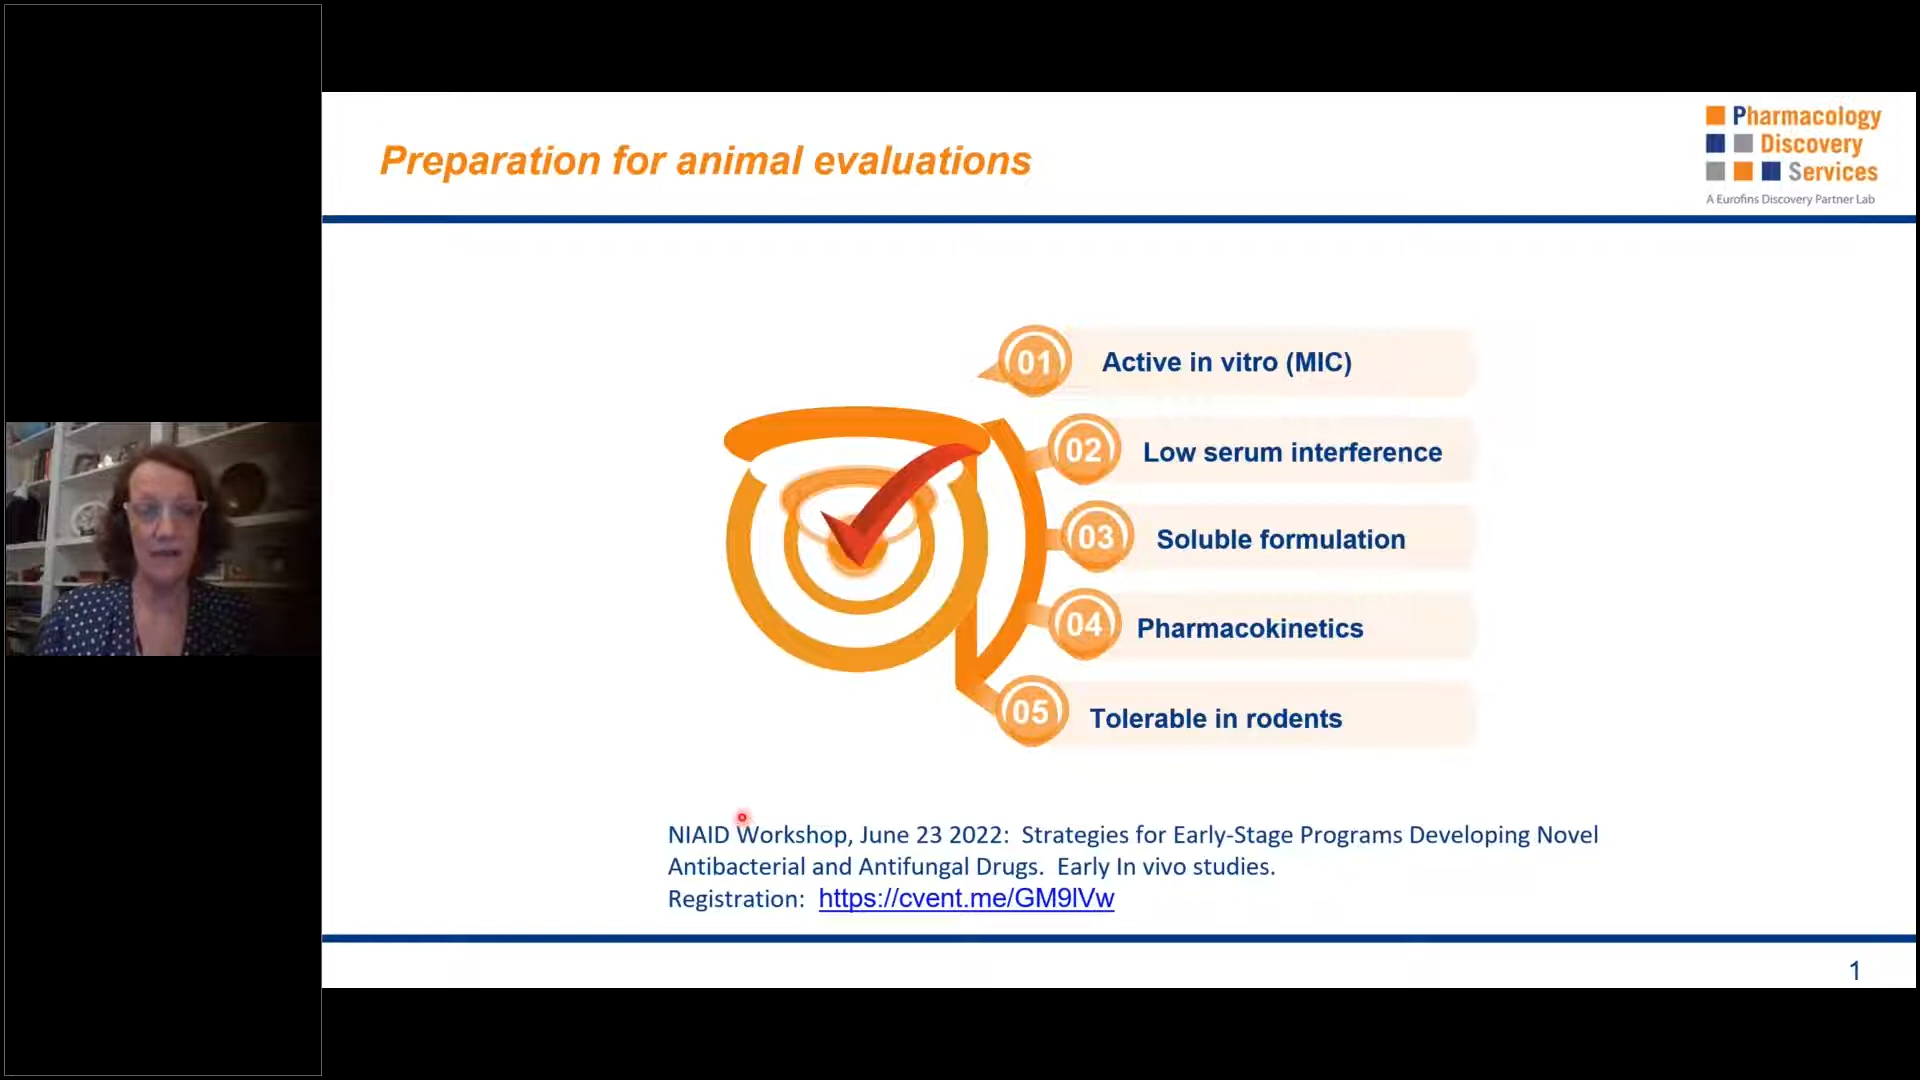 Preparation for animal evaluations
Pharmacology
Discovery
Services
A Eurofins Discovery Partner Lab
01 Active in vitro (MIC)
02 Low serum interference
03 Soluble formulation
04 Pharmacokinetics
05 Tolerable in rodents
NIAID Workshop, June 23 2022: Strategies for Early-Stage Programs Developing Novel
Antibacterial and Antifungal Drugs. Early In vivo studies.
Registration: https://cvent.me/GM9lVw
1